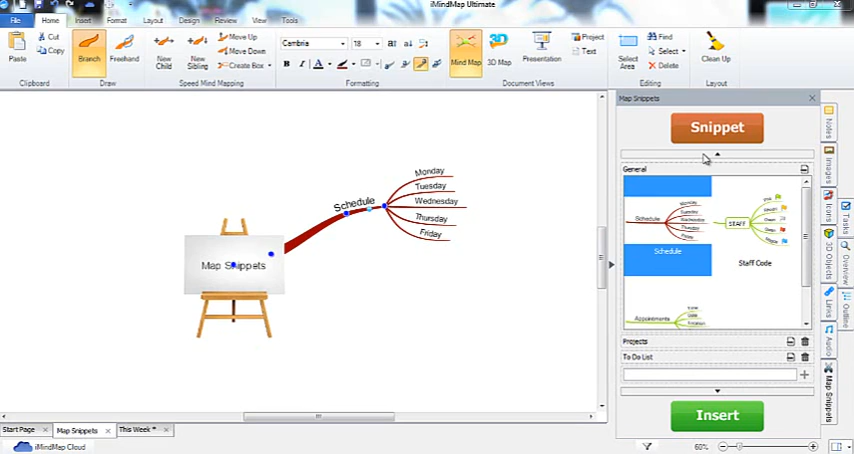 iMindMap Ultimate
File Home Insert Format Layout Design Review View Tools
Paste
Cut
Copy
Clipboard
Branch
Freehand
Draw
New Child
New Sibling
Move Up
Move Down
Create Box
Speed Mind Mapping
Cambria 18
B I A
Formatting
Mind Map
3D Map
Presentation
Project
Text
Document Views
Select Area
Find
Select
Delete
Editing
Clean Up
Layout
Map Snippets
Schedule
Monday
Tuesday
Wednesday
Thursday
Friday
Map Snippets
Snippet
General
Schedule
Monday
Tuesday
Wednesday
Thursday
Friday
Schedule
STAFF
Staff Code
Appointments
Projects
To Do List
Insert
Notes
Images
Icons
3D Objects
Links
Audio
Map Snippets
Tasks
Overview
Outline
Start Page
Map Snippets
This Week *
iMindMap Cloud
60%